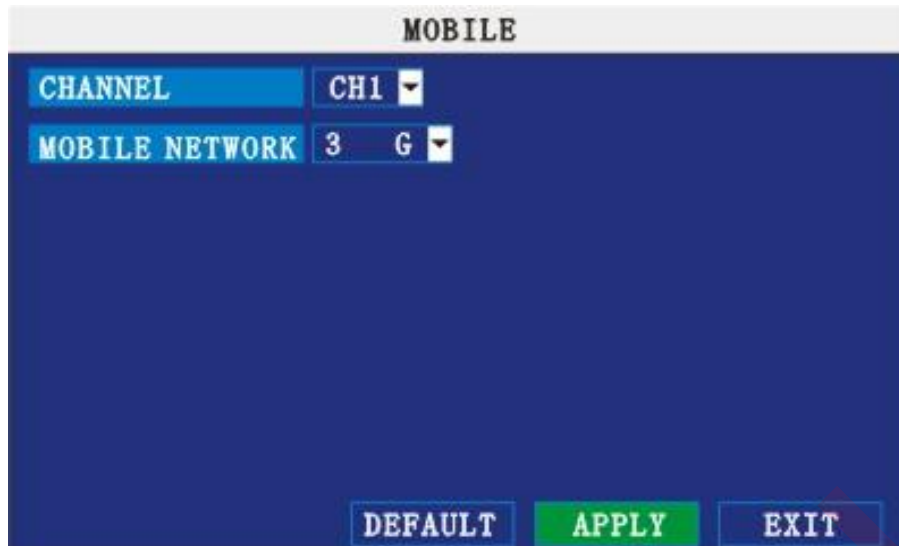 MOBILE
CHANNEL CH1
MOBILE NETWORK 3 G
DEFAULT APPLY EXIT